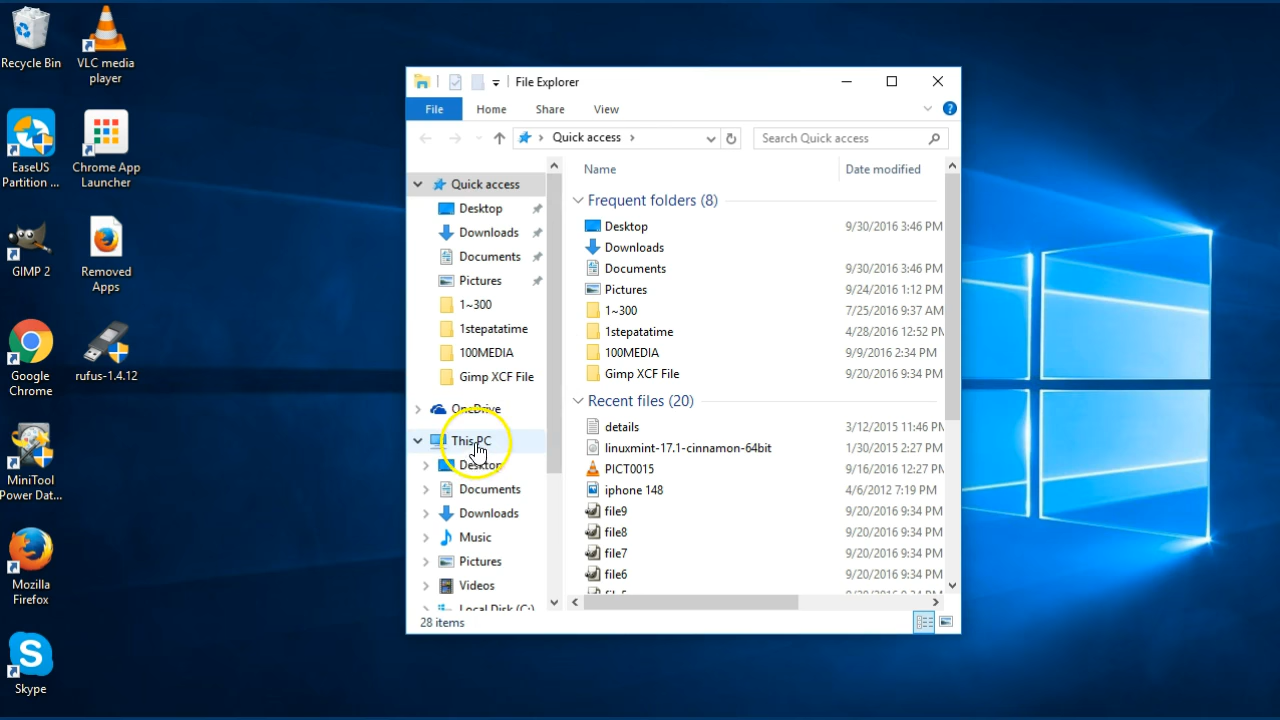 Recycle Bin
VLC media
player
EaseUS
Partition ...
Chrome App
Launcher
GIMP 2
Removed
Apps
Google
Chrome
rufus-1.4.12
MiniTool
Power Dat...
Mozilla
Firefox
Skype
File Explorer
File Home Share View
Quick access
Search Quick access
Quick access
Desktop
Downloads
Documents
Pictures
1~300
1stepatatime
100MEDIA
Gimp XCF File
OneDrive
This PC
Desktop
Documents
Downloads
Music
Pictures
Videos
Local Disk (C:)
Name Date modified
Frequent folders (8)
Desktop 9/30/2016 3:46 PM
Downloads
Documents 9/30/2016 3:46 PM
Pictures 9/24/2016 1:12 PM
1~300 7/25/2016 9:37 AM
1stepatatime 4/28/2016 12:52 PM
100MEDIA 9/9/2016 2:34 PM
Gimp XCF File 9/20/2016 9:34 PM
Recent files (20)
details 3/12/2015 11:46 PM
linuxmint-17.1-cinnamon-64bit 1/30/2015 2:27 PM
PICT0015 9/16/2016 12:27 PM
iphone 148 4/6/2012 7:19 PM
file9 9/20/2016 9:34 PM
file8 9/20/2016 9:34 PM
file7 9/20/2016 9:34 PM
file6 9/20/2016 9:34 PM
28 items